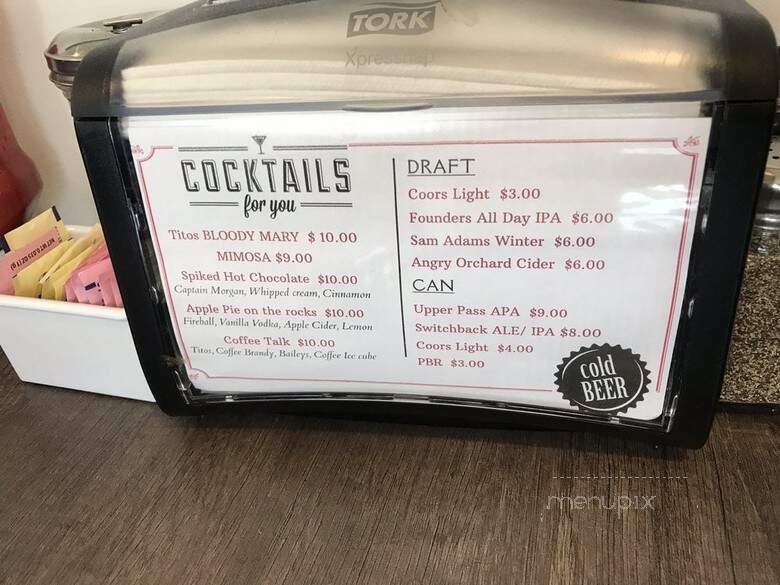 TORK
Xpressnap
COCKTAILS
for you
Titos BLOODY MARY $ 10.00
MIMOSA $9.00
Spiked Hot Chocolate $10.00
Captain Morgan, Whipped cream, Cinnamon
Apple Pie on the rocks $10.00
Fireball, Vanilla Vodka, Apple Cider, Lemon
Coffee Talk $10.00
Titos, Coffee Brandy, Baileys, Coffee Ice cube
DRAFT
Coors Light $3.00
Founders All Day IPA $6.00
Sam Adams Winter $6.00
Angry Orchard Cider $6.00
CAN
Upper Pass APA $9.00
Switchback ALE/ IPA $8.00
Coors Light $4.00
PBR $3.00
cold
BEER
menupix